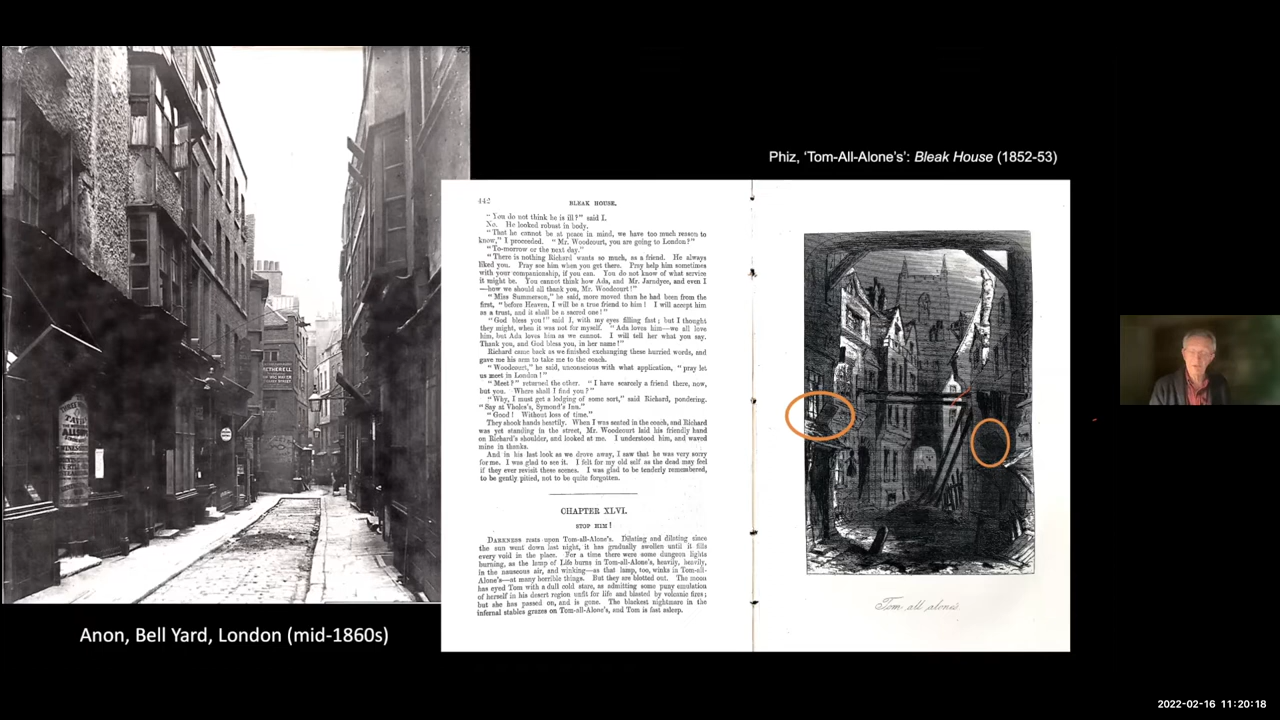 Phiz, ‘Tom-All-Alone’s’: Bleak House (1852-53)
442
BLEAK HOUSE.
“You do not think he is ill?” said I.
No. He looked robust in body.
“That he cannot be at peace in mind, we have too much reason to
know,” I proceeded. “Mr. Woodcourt, you are going to London?”
“To-morrow or the next day.”
“There is nothing Richard wants so much, as a friend. He always
liked you. Pray see him when you get there. Pray help him sometimes
with your companionship, if you can. You do not know of what service
it might be. You cannot think how Ada, and Mr. Jarndyce, and even I
—how we should all thank you, Mr. Woodcourt!”
“Miss Summerson,” he said, more moved than he had been from the
first, “before Heaven, I will be a true friend to him! I will accept him
as a trust, and it shall be a sacred one!”
“God bless you!” said I, with my eyes filling fast; but I thought
they might, when it was not for myself. “Ada loves him—we all love
him, but Ada loves him as we cannot. I will tell her what you say.
Thank you, and God bless you, in her name!”
Richard came back as we finished exchanging these hurried words, and
gave me his arm to take me to the coach.
“Woodcourt,” he said, unconscious with what application, “pray let
us meet in London!”
“Meet?” returned the other. “I have scarcely a friend there, now,
but you. Where shall I find you?”
“Why, I must get a lodging of some sort,” said Richard, pondering.
“Say at Vholes’s, Symond’s Inn.”
“Good! Without loss of time.”
They shook hands heartily. When I was seated in the coach, and Richard
was yet standing in the street, Mr. Woodcourt laid his friendly hand
on Richard’s shoulder, and looked at me. I understood him, and waved
mine in thanks.
And in his last look as we drove away, I saw that he was very sorry
for me. I was glad to see it. I felt for my old self as the dead may feel
if they ever revisit these scenes. I was glad to be tenderly remembered,
to be gently pitied, not to be quite forgotten.
CHAPTER XLVI.
STOP HIM!
DARKNESS rests upon Tom-all-Alone’s. Dilating and dilating since
the sun went down last night, it has gradually swelled until it fills
every void in the place. For a time there were some dungeon lights
burning, as the lamp of Life burns in Tom-all-Alone’s, heavily, heavily,
in the nauseous air, and winking—as that lamp, too, winks in Tom-all-
Alone’s—at many horrible things. But they are blotted out. The moon
has eyed Tom with a dull cold stare, as admitting some puny emulation
of herself in his desert region unfit for life and blasted by volcanic fires;
but she has passed on, and is gone. The blackest nightmare in the
infernal stables grazes on Tom-all-Alone’s, and Tom is fast asleep.
Tom all alone's.
Anon, Bell Yard, London (mid-1860s)
2022-02-16 11:20:18